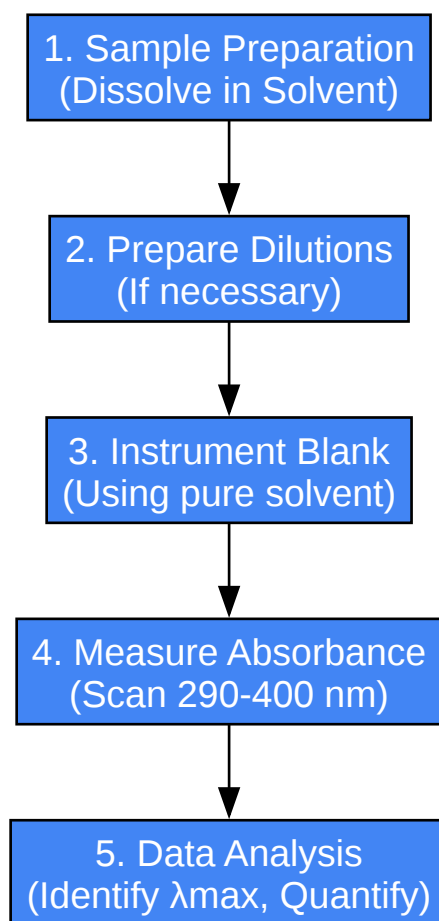 1. Sample Preparation
(Dissolve in Solvent)
2. Prepare Dilutions
(If necessary)
3. Instrument Blank
(Using pure solvent)
4. Measure Absorbance
(Scan 290-400 nm)
5. Data Analysis
(Identify λmax, Quantify)